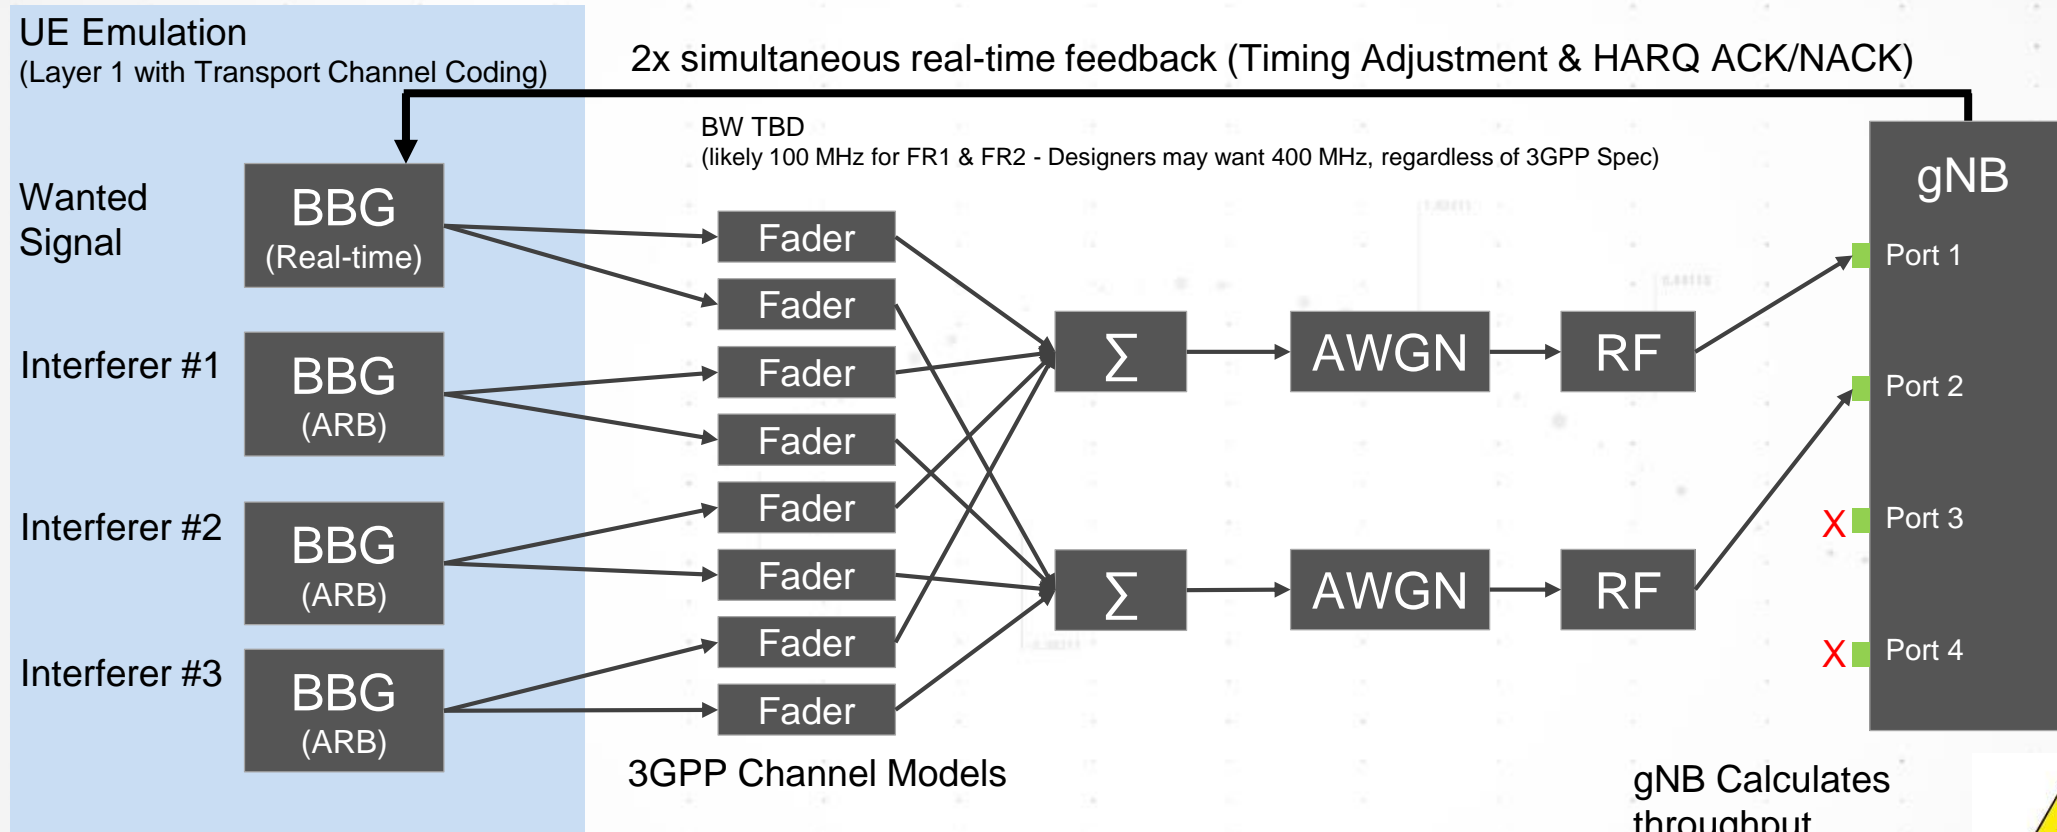 UE Emulation
(Layer 1 with Transport Channel Coding)
2x simultaneous real-time feedback (Timing Adjustment & HARQ ACK/NACK)
BW TBD
(likely 100 MHz for FR1 & FR2 - Designers may want 400 MHz, regardless of 3GPP Spec)
Wanted
Signal
BBG
(Real-time)
Interferer #1
BBG
(ARB)
Interferer #2
BBG
(ARB)
Interferer #3
BBG
(ARB)
Fader
Fader
Fader
Fader
Fader
Fader
Fader
Fader
3GPP Channel Models
∑
AWGN
RF
∑
AWGN
RF
gNB
Port 1
Port 2
X Port 3
X Port 4
gNB Calculates
throughput